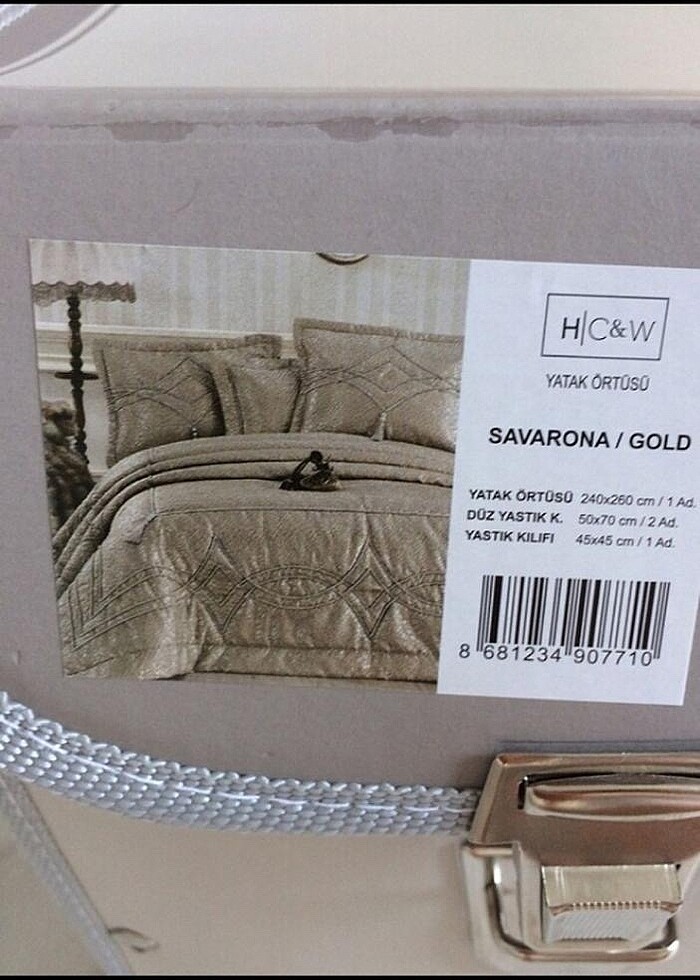 H|C&W
YATAK ÖRTÜSÜ
SAVARONA / GOLD
YATAK ÖRTÜSÜ 240x260 cm / 1 Ad.
DÜZ YASTIK K. 50x70 cm / 2 Ad.
YASTIK KILIFI 45x45 cm / 1 Ad.
8 681234 907710